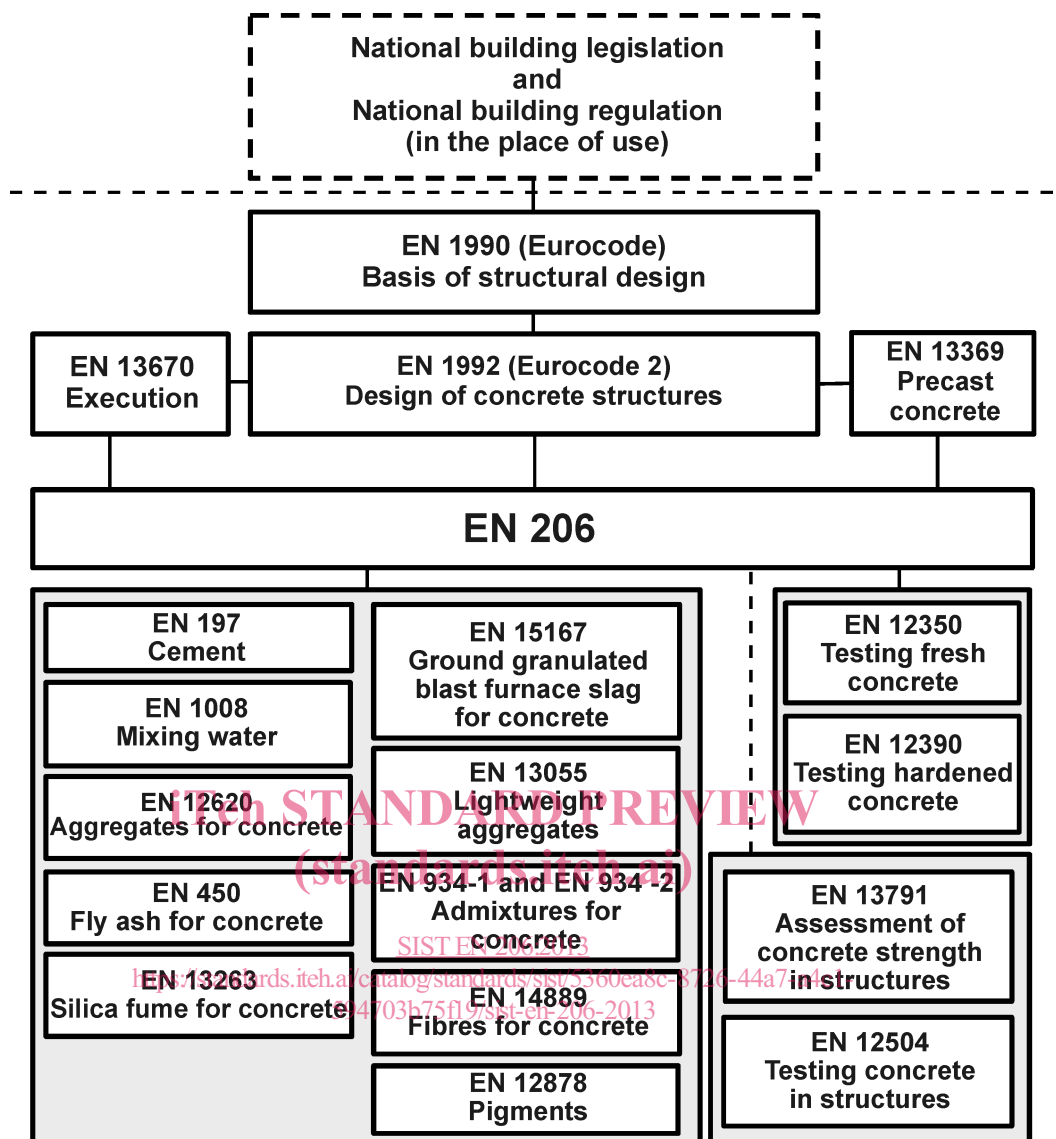 National building legislation
and
National building regulation
(in the place of use)
EN 1990 (Eurocode)
Basis of structural design
EN 13670
Execution
EN 1992 (Eurocode 2)
Design of concrete structures
EN 13369
Precast
concrete
EN 206
EN 197
Cement
EN 1008
Mixing water
EN 12620
Aggregates for concrete
EN 450
Fly ash for concrete
EN 13263
Silica fume for concrete
EN 15167
Ground granulated
blast furnace slag
for concrete
EN 13055
Lightweight
aggregates
EN 934-1 and EN 934 -2
Admixtures for
concrete
EN 14889
Fibres for concrete
EN 12878
Pigments
EN 12350
Testing fresh
concrete
EN 12390
Testing hardened
concrete
EN 13791
Assessment of
concrete strength
in structures
EN 12504
Testing concrete
in structures
iTeh STANDARD PREVIEW
(standards.iteh.ai)
SIST EN 206:2013